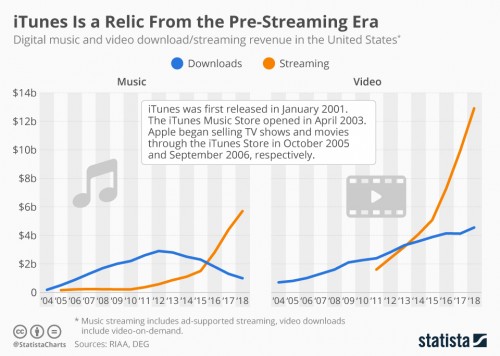 iTunes Is a Relic From the Pre-Streaming Era
Digital music and video download/streaming revenue in the United States*
Downloads Streaming
Music
Video
iTunes was first released in January 2001.
The iTunes Music Store opened in April 2003.
Apple began selling TV shows and movies
through the iTunes Store in October 2005
and September 2006, respectively.
$14b
$12b
$10b
$8b
$6b
$4b
$2b
0
'04 '05 '06 '07 '08 '09 '10 '11 '12 '13 '14 '15 '16 '17 '18
'04 '05 '06 '07 '08 '09 '10 '11 '12 '13 '14 '15 '16 '17 '18
* Music streaming includes ad-supported streaming, video downloads
include video-on-demand.
@StatistaCharts Sources: RIAA, DEG
statista